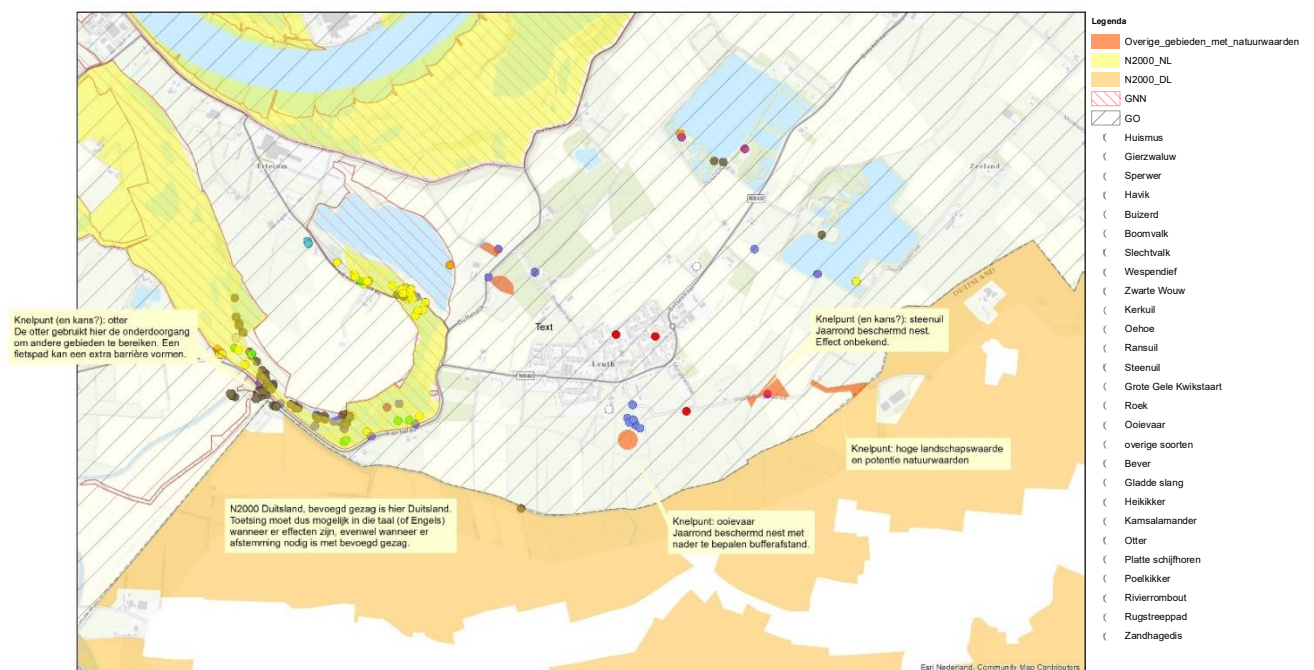 Legenda
Overige_gebieden_met_natuurwaarden
N2000_NL
N2000_DL
GNN
GO
Huismus
Gierzwaluw
Sperwer
Havik
Buizerd
Boomvalk
Slechtvalk
Wespendief
Zwarte Wouw
Kerkuil
Oehoe
Ransuil
Steenuil
Grote Gele Kwikstaart
Roek
Ooievaar
overige soorten
Bever
Gladde slang
Heikikker
Kamsalamander
Otter
Platte schijfhoren
Poelkikker
Rivierrombout
Rugstreeppad
Zandhagedis
Zeeland
N840
DUITSLAND
Knelpunt (en kans?): otter
De otter gebruikt hier de onderdoorgang
om andere gebieden te bereiken. Een
fietspad kan een extra barrière vormen.
Text
Knelpunt (en kans?): steenuil
Jaarrond beschermd nest.
Effect onbekend.
Leuth
N840
Knelpunt: hoge landschapswaarde
en potentie natuurwaarden
N2000 Duitsland, bevoegd gezag is hier Duitsland.
Toetsing moet dus mogelijk in die taal (of Engels)
wanneer er effecten zijn, evenwel wanneer er
afstemming nodig is met bevoegd gezag.
Knelpunt: ooievaar
Jaarrond beschermd nest met
nader te bepalen bufferafstand.
Esri Nederland, Community Map Contributors